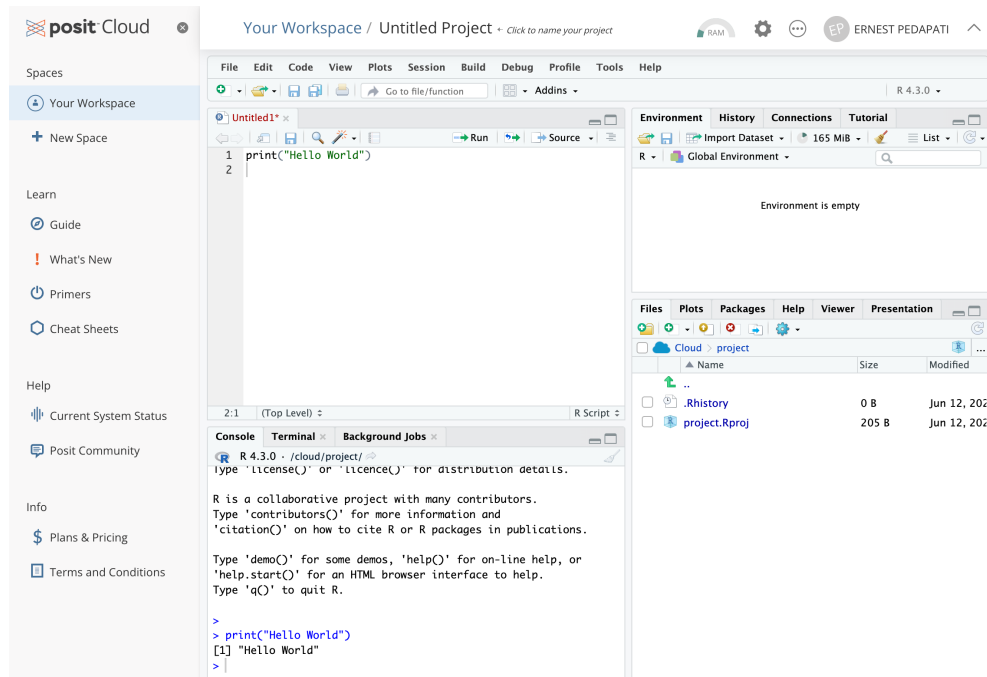 posit Cloud
Your Workspace / Untitled Project ← Click to name your project
RAM
EP
ERNEST PEDAPATI
Spaces
Your Workspace
New Space
Learn
Guide
What's New
Primers
Cheat Sheets
Help
Current System Status
Posit Community
Info
Plans & Pricing
Terms and Conditions
File Edit Code View Plots Session Build Debug Profile Tools Help
Go to file/function
Addins
R 4.3.0
Untitled1*
Run
Source
1 print("Hello World")
2
2:1 (Top Level) R Script
Console Terminal Background Jobs
R 4.3.0 · /cloud/project/
Type 'license()' or 'licence()' for distribution details.
R is a collaborative project with many contributors.
Type 'contributors()' for more information and
'citation()' on how to cite R or R packages in publications.
Type 'demo()' for some demos, 'help()' for on-line help, or
'help.start()' for an HTML browser interface to help.
Type 'q()' to quit R.
>
> print("Hello World")
[1] "Hello World"
>
Environment History Connections Tutorial
Import Dataset 165 MiB List
R Global Environment
Environment is empty
Files Plots Packages Help Viewer Presentation
Cloud > project R ...
Name Size Modified
..
.Rhistory 0 B Jun 12, 202
project.Rproj 205 B Jun 12, 202